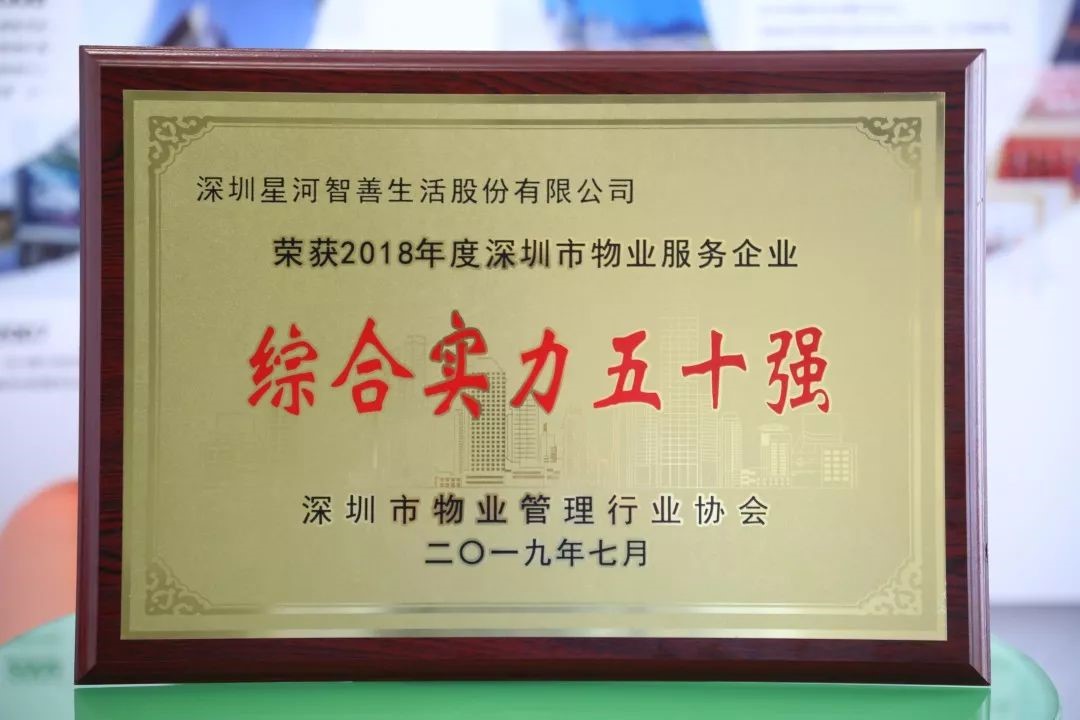 深圳星河智善生活股份有限公司
荣获2018年度深圳市物业服务企业
综合实力五十强
深圳市物业管理行业协会
二〇一九年七月